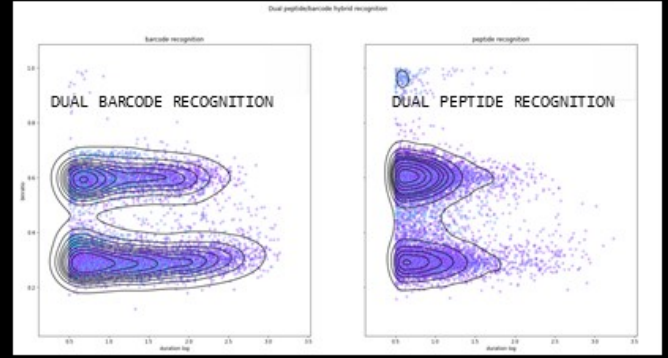 Dual peptide/barcode hybrid recognition
barcode recognition
DUAL BARCODE RECOGNITION
1.0
0.8
0.6
0.4
0.2
0.5
1.0
1.5
2.0
2.5
3.0
3.5
duration log
peptide recognition
DUAL PEPTIDE RECOGNITION
0.5
1.0
1.5
2.0
2.5
3.0
3.5
duration log